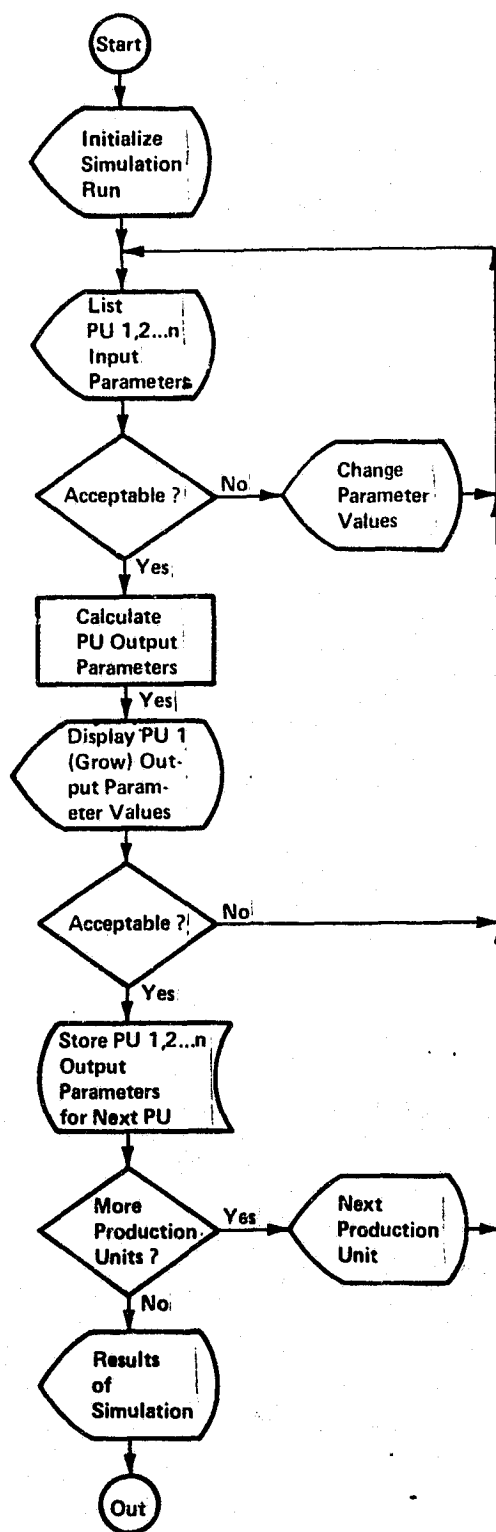 Start
Initialize
Simulation
Run
List
PU 1,2...n
Input
Parameters
Acceptable ?
No
Change
Parameter
Values
Yes
Calculate
PU Output
Parameters
Yes
Display PU 1
(Grow) Out-
put Param-
eter Values
Acceptable ?
No
Yes
Store PU 1,2...n
Output
Parameters
for Next PU
More
Production
Units ?
Yes
Next
Production
Unit
No
Results
of
Simulation
Out